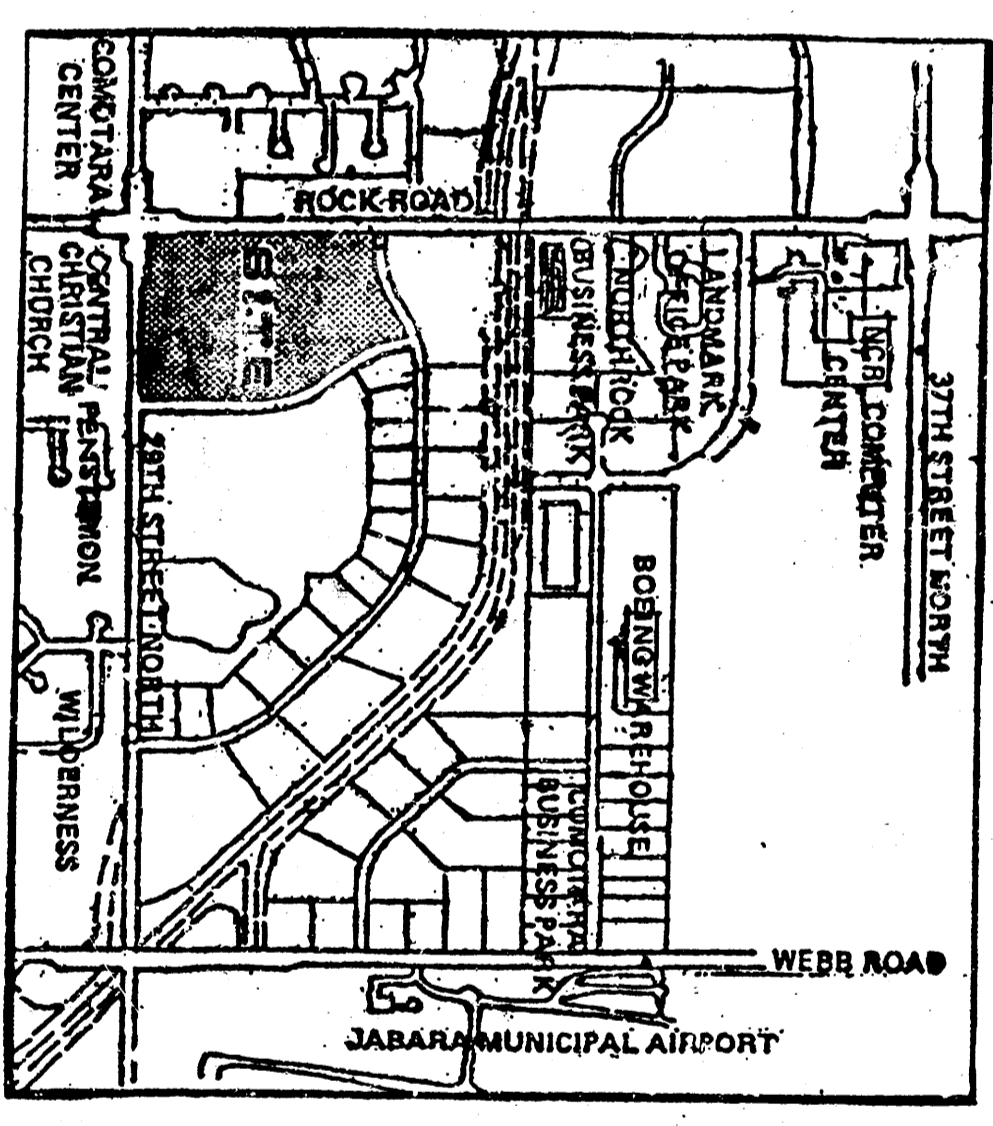 COMOTARA
CENTER
ROCK ROAD
SITE
CENTRAL
CHRISTIAN
CHURCH
PENSTEMON
29TH STREET NORTH
WILDERNESS
NORTHROCK
BUSINESS PARK
LANDMARK
OFFICE PARK
NCR COMPUTER
CENTER
37TH STREET NORTH
BOEING WAREHOUSE
COMOTARA
BUSINESS PARK
WEBB ROAD
JABARA MUNICIPAL AIRPORT